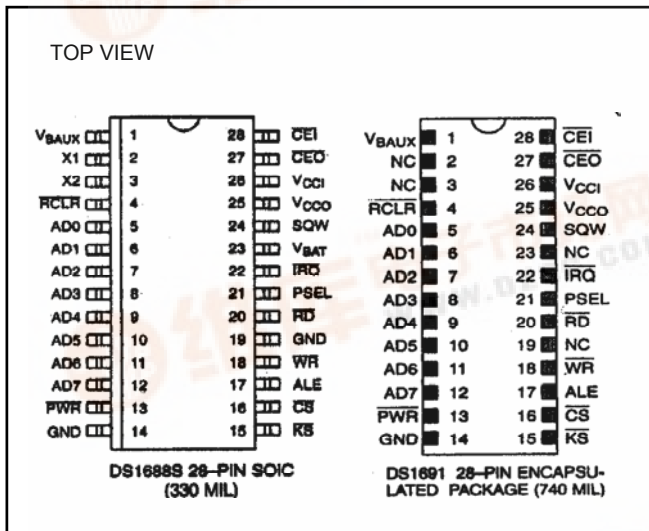 TOP VIEW
VBAUX 1 28 CEI
X1 2 27 CEO
X2 3 26 VCCI
RCLR 4 25 VCCO
AD0 5 24 SQW
AD1 6 23 VBAT
AD2 7 22 IRQ
AD3 8 21 PSEL
AD4 9 20 RD
AD5 10 19 GND
AD6 11 18 WR
AD7 12 17 ALE
PWR 13 16 CS
GND 14 15 KS
DS1688S 28-PIN SOIC
(330 MIL)
VBAUX 1 28 CEI
NC 2 27 CEO
NC 3 26 VCCI
RCLR 4 25 VCCO
AD0 5 24 SQW
AD1 6 23 NC
AD2 7 22 IRQ
AD3 8 21 PSEL
AD4 9 20 RD
AD5 10 19 NC
AD6 11 18 WR
AD7 12 17 ALE
PWR 13 16 CS
GND 14 15 KS
DS1691 28-PIN ENCAPSU-
LATED PACKAGE (740 MIL)